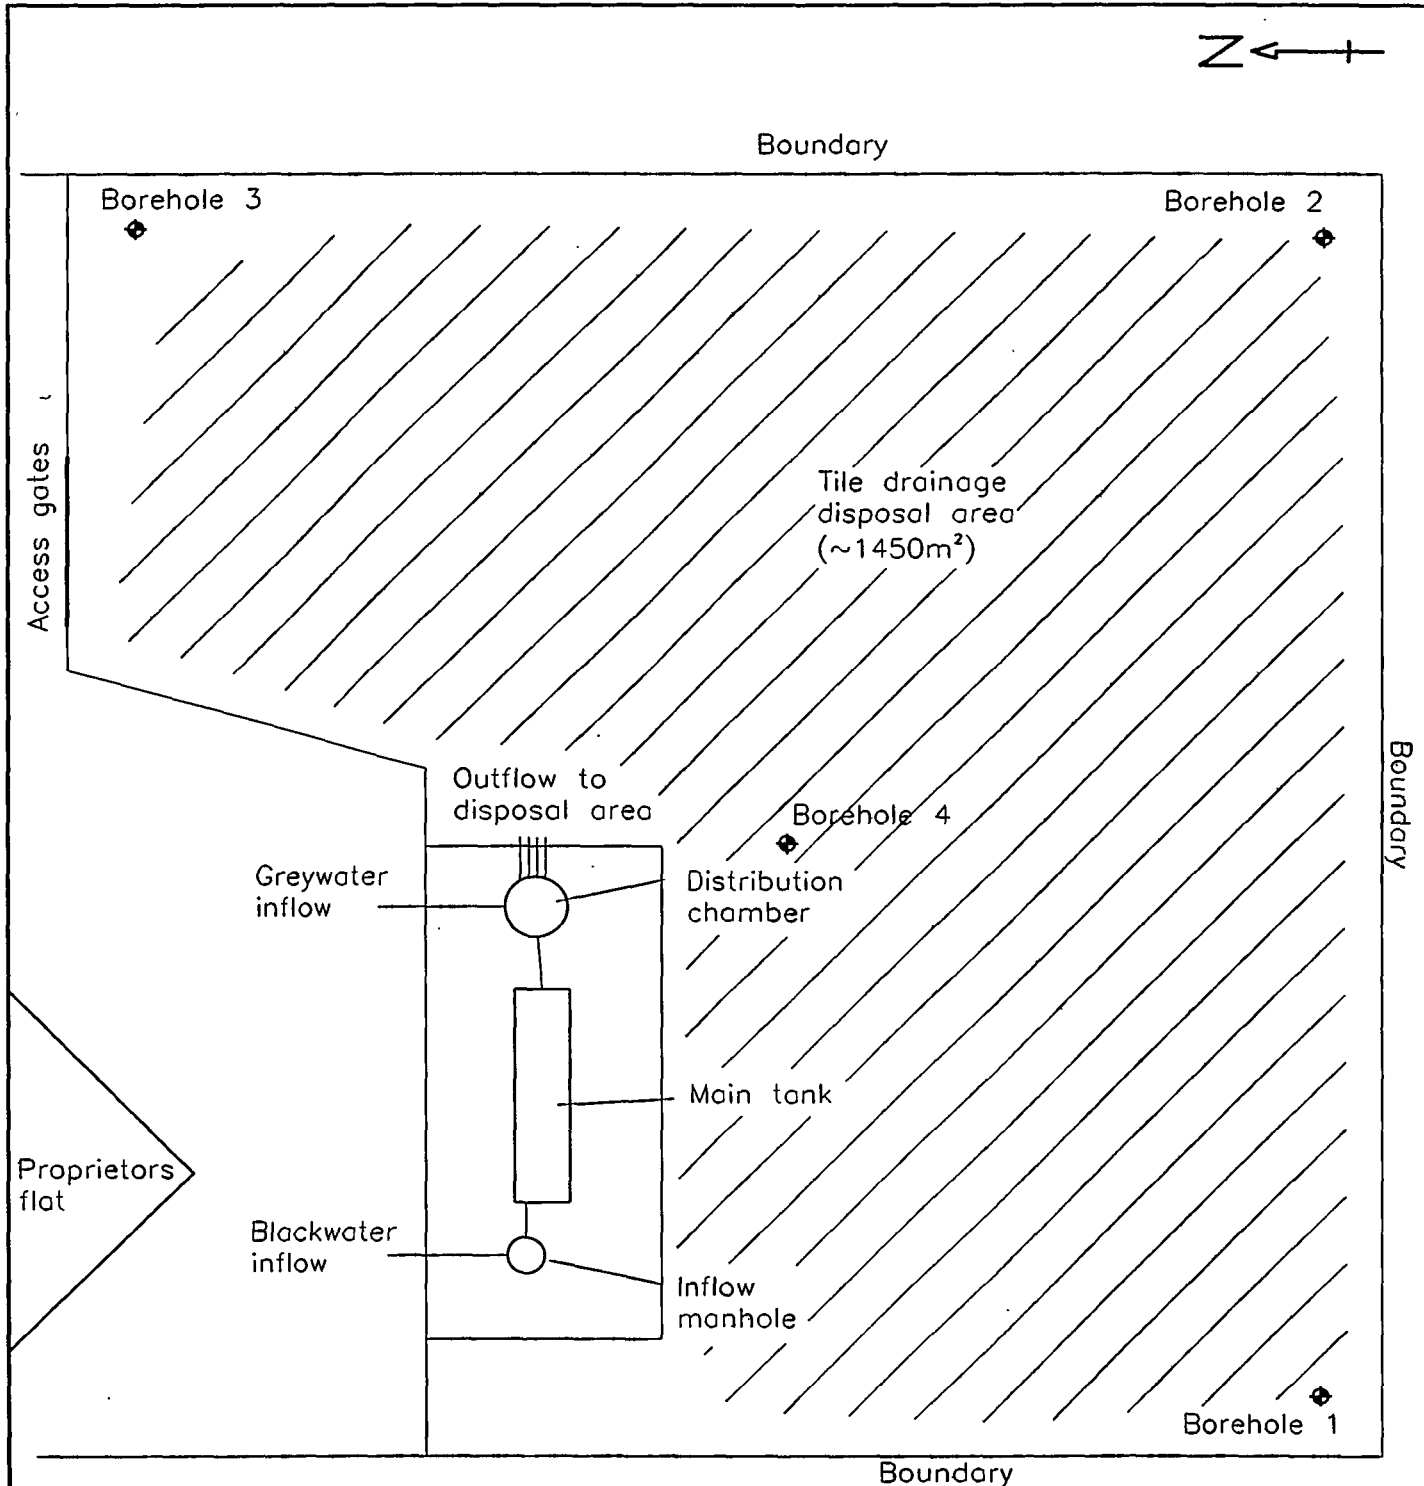 N
Boundary
Borehole 3
Borehole 2
Access gates
Tile drainage
disposal area
(~1450m²)
Boundary
Outflow to
disposal area
Borehole 4
Greywater
inflow
Distribution
chamber
Main tank
Proprietors
flat
Blackwater
inflow
Inflow
manhole
Borehole 1
Boundary